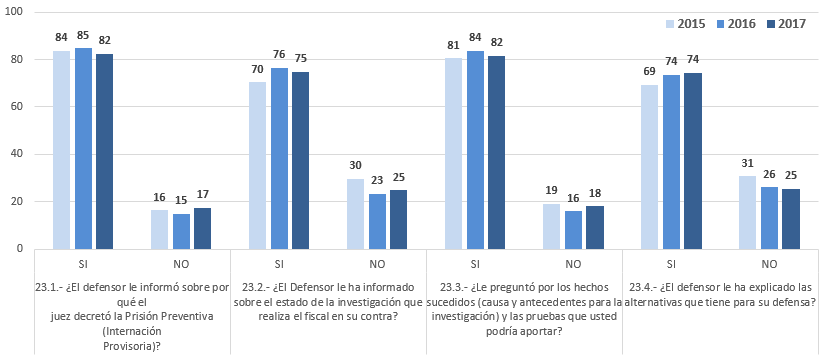 100
2015 2016 2017
84 85 82
70 76 75
81 84 82
69 74 74
80
60
40
16 15 17
30 23 25
19 16 18
31 26 25
20
0
SI NO SI NO SI NO SI NO
23.1.- ¿El defensor le informó sobre por
qué el
juez decretó la Prisión Preventiva
(Internación
Provisoria)?
23.2.- ¿El Defensor le ha informado
sobre el estado de la investigación que
realiza el fiscal en su contra?
23.3.- ¿Le preguntó por los hechos
sucedidos (causa y antecedentes para la
investigación) y las pruebas que usted
podría aportar?
23.4.- ¿El defensor le ha explicado las
alternativas que tiene para su defensa?